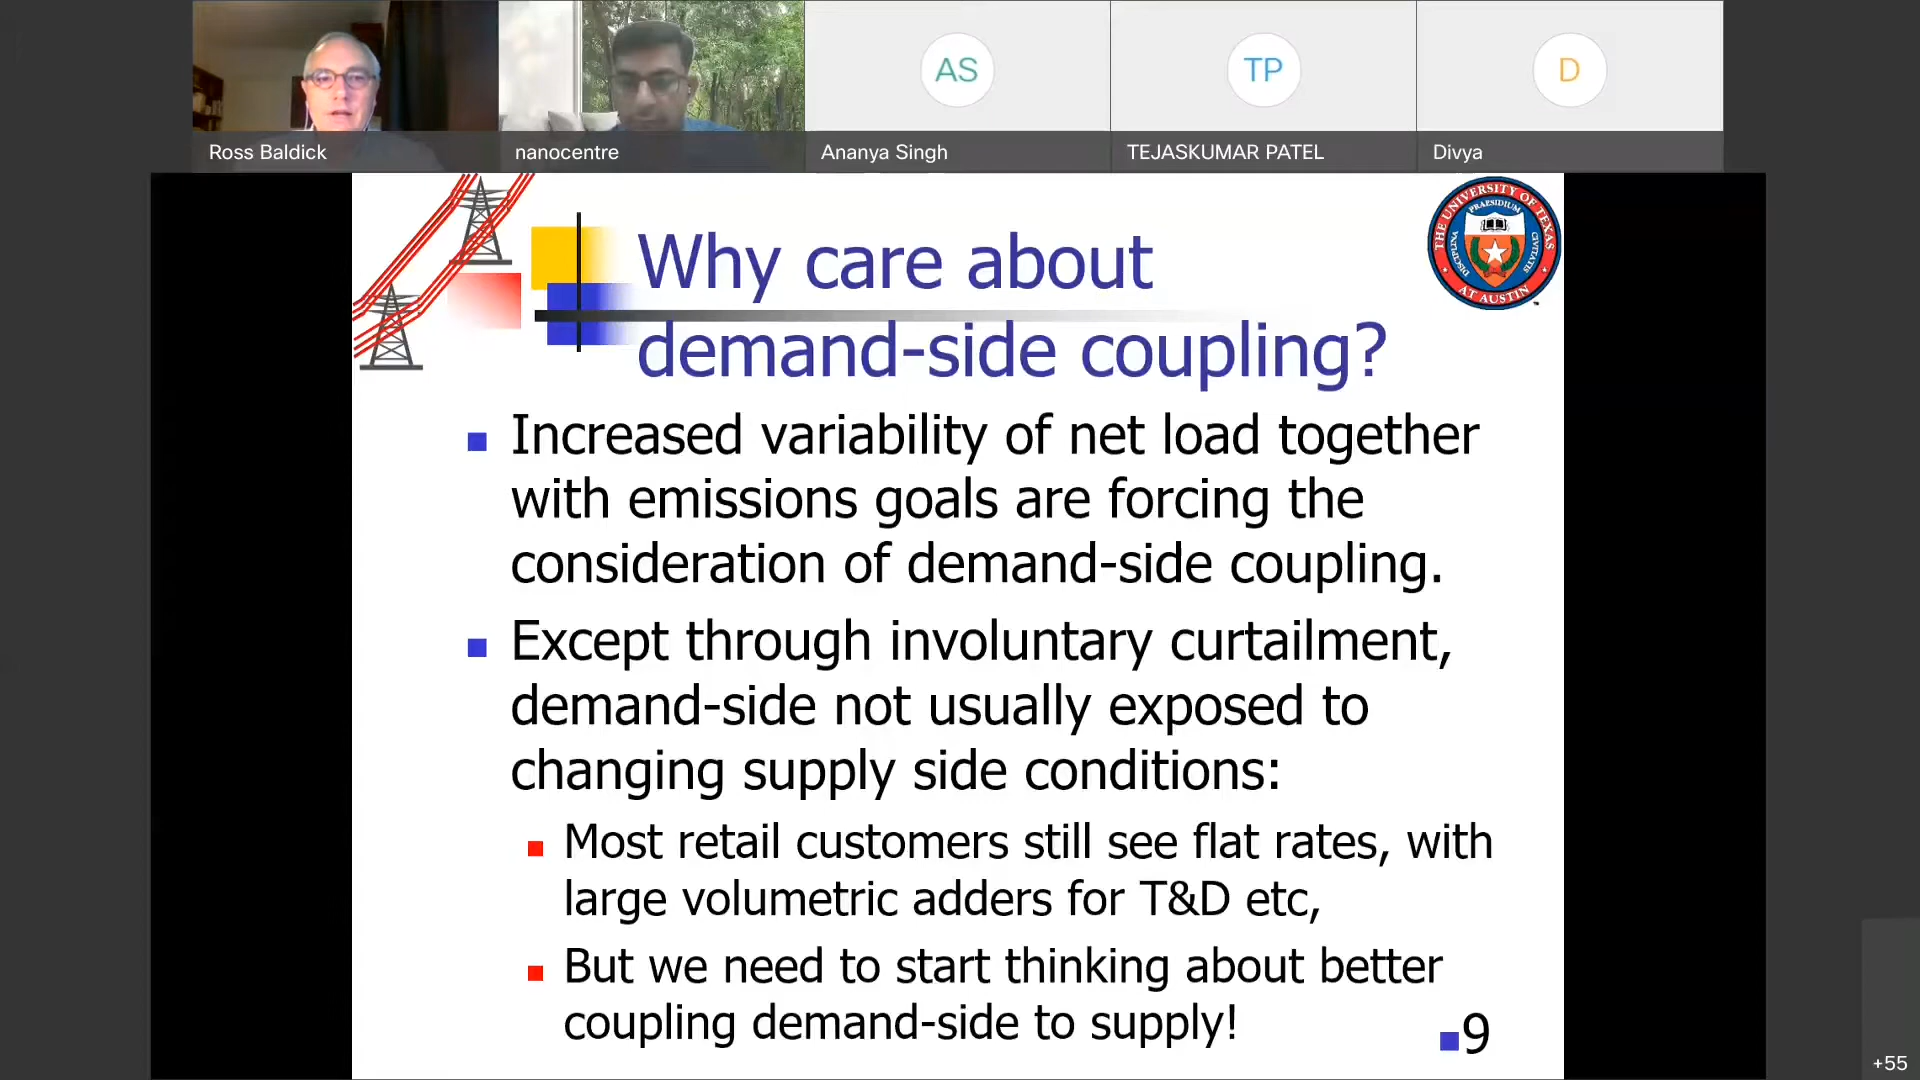 AS
TP
D
Ross Baldick
nanocentre
Ananya Singh
TEJASKUMAR PATEL
Divya
THE UNIVERSITY OF TEXAS
AT AUSTIN
PRAESIDIUM
DISCIPLINA
CIVITATIS
Why care about
demand-side coupling?
Increased variability of net load together
with emissions goals are forcing the
consideration of demand-side coupling.
Except through involuntary curtailment,
demand-side not usually exposed to
changing supply side conditions:
Most retail customers still see flat rates, with
large volumetric adders for T&D etc,
But we need to start thinking about better
coupling demand-side to supply!
9
+55